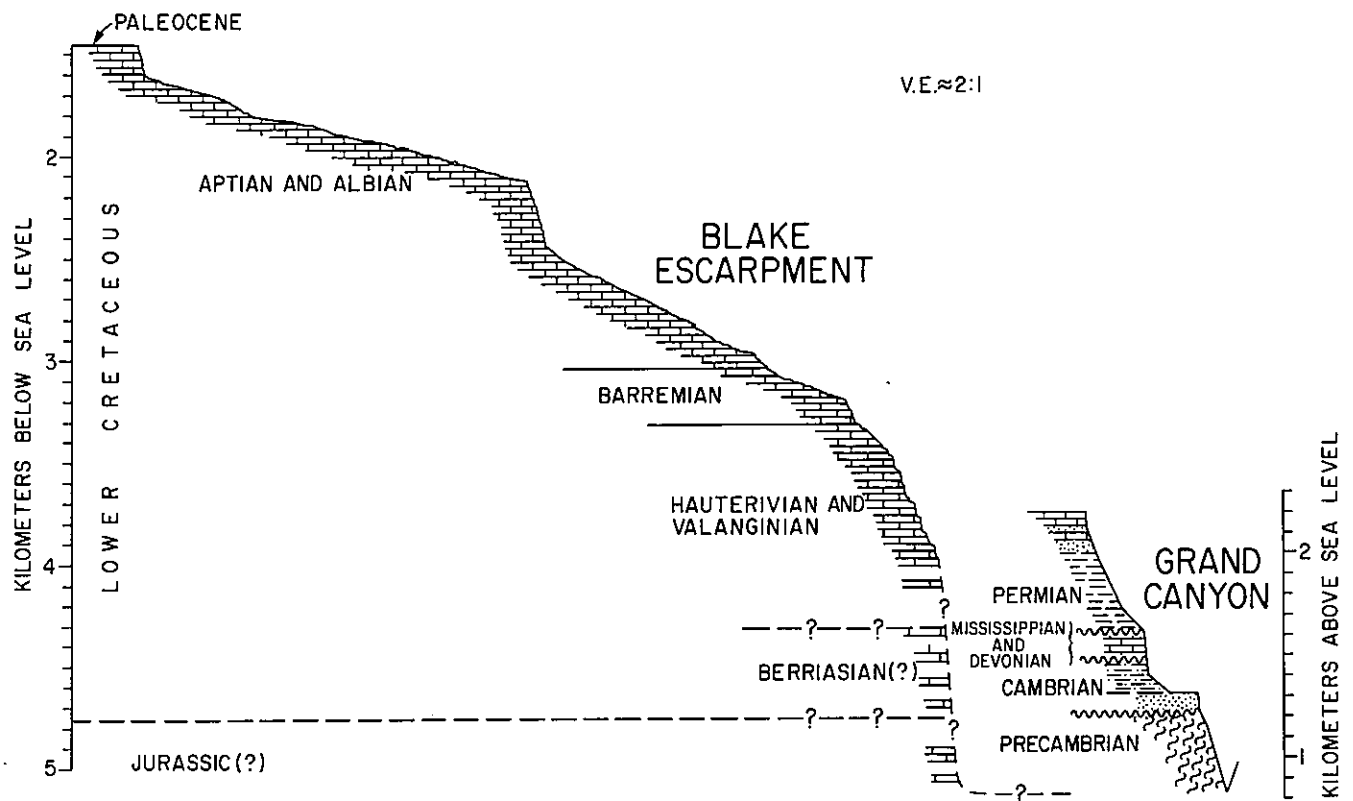 PALEOCENE
V.E.≈2:1
2
APTIAN AND ALBIAN
KILOMETERS BELOW SEA LEVEL
LOWER CRETACEOUS
BLAKE
ESCARPMENT
3
BARREMIAN
HAUTERIVIAN AND
VALANGINIAN
4
GRAND
CANYON
2
KILOMETERS ABOVE SEA LEVEL
PERMIAN
?
? ?
MISSISSIPPIAN
AND
DEVONIAN
BERRIASIAN(?)
CAMBRIAN
? ?
?
PRECAMBRIAN
1
JURASSIC(?)
5
?